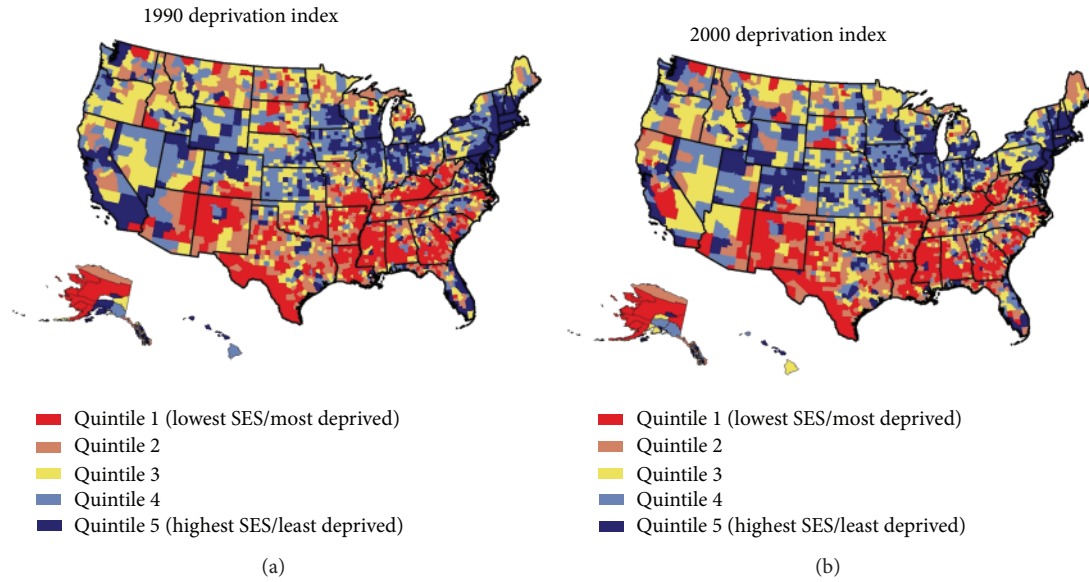 1990 deprivation index
Quintile 1 (lowest SES/most deprived)
Quintile 2
Quintile 3
Quintile 4
Quintile 5 (highest SES/least deprived)
(a)
2000 deprivation index
Quintile 1 (lowest SES/most deprived)
Quintile 2
Quintile 3
Quintile 4
Quintile 5 (highest SES/least deprived)
(b)